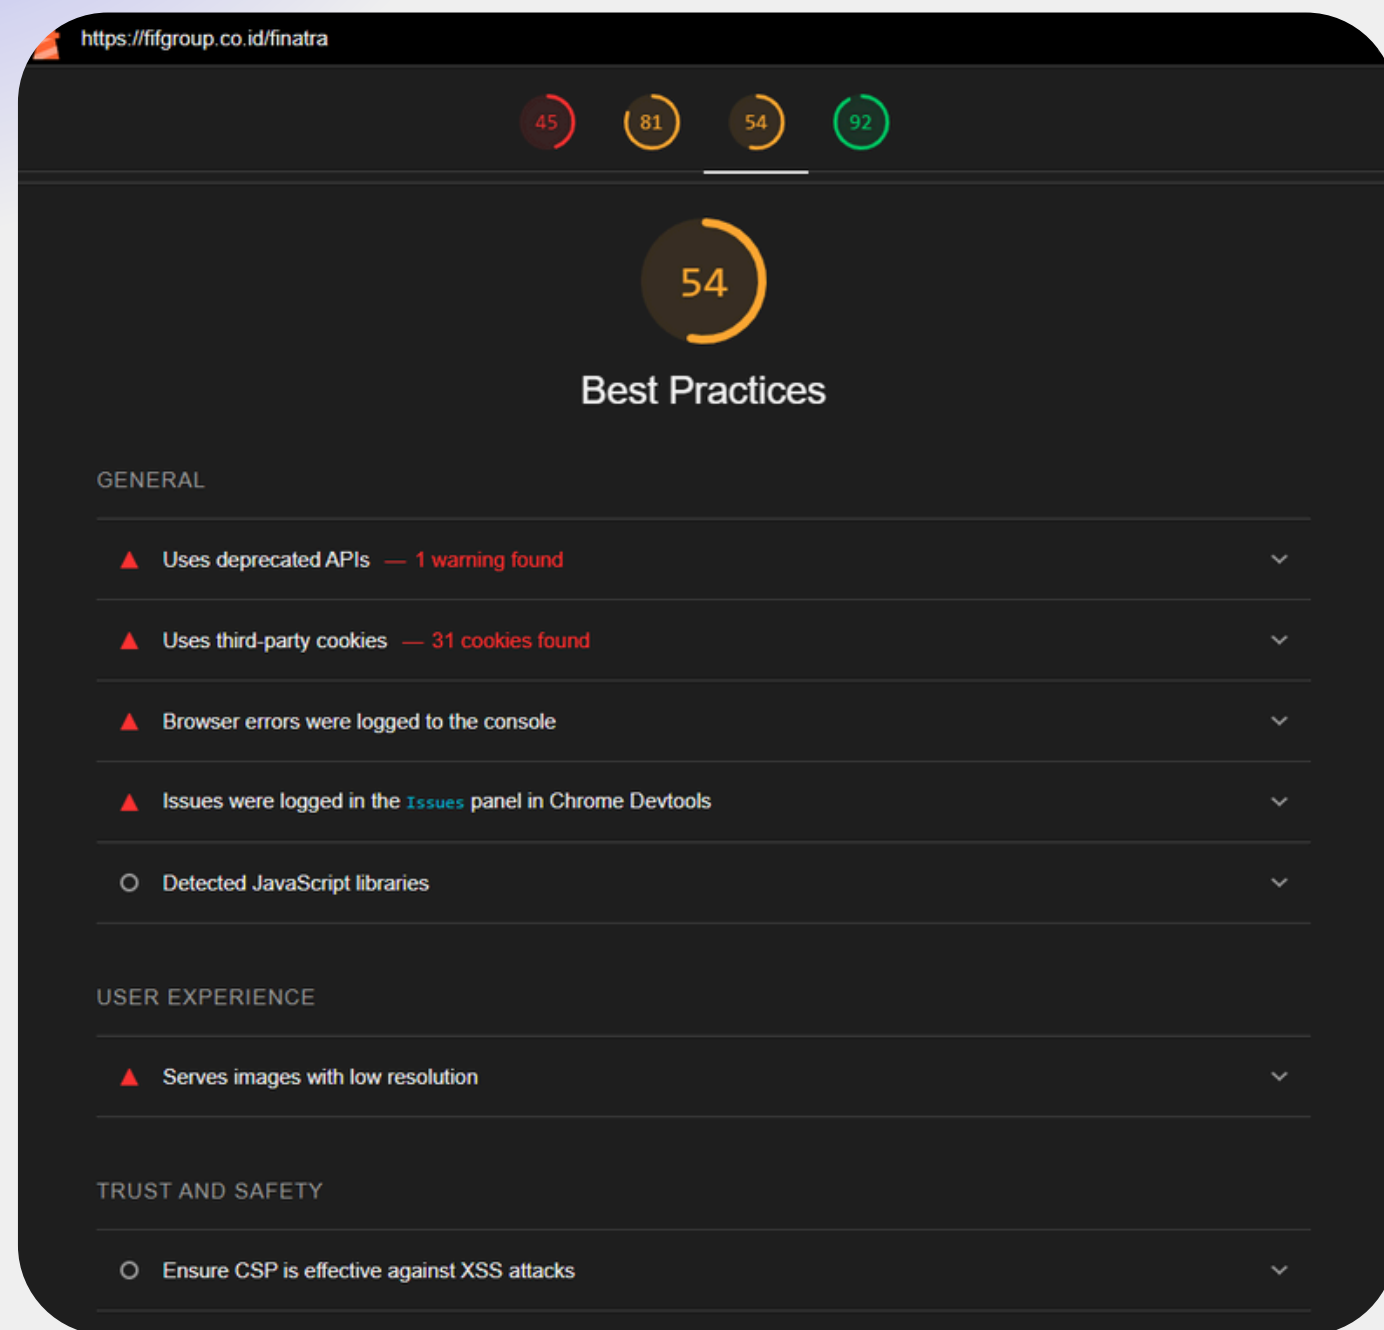 https://fifgroup.co.id/finatra
45 81 54 92
54
Best Practices
GENERAL
Uses deprecated APIs — 1 warning found
Uses third-party cookies — 31 cookies found
Browser errors were logged to the console
Issues were logged in the Issues panel in Chrome Devtools
Detected JavaScript libraries
USER EXPERIENCE
Serves images with low resolution
TRUST AND SAFETY
Ensure CSP is effective against XSS attacks